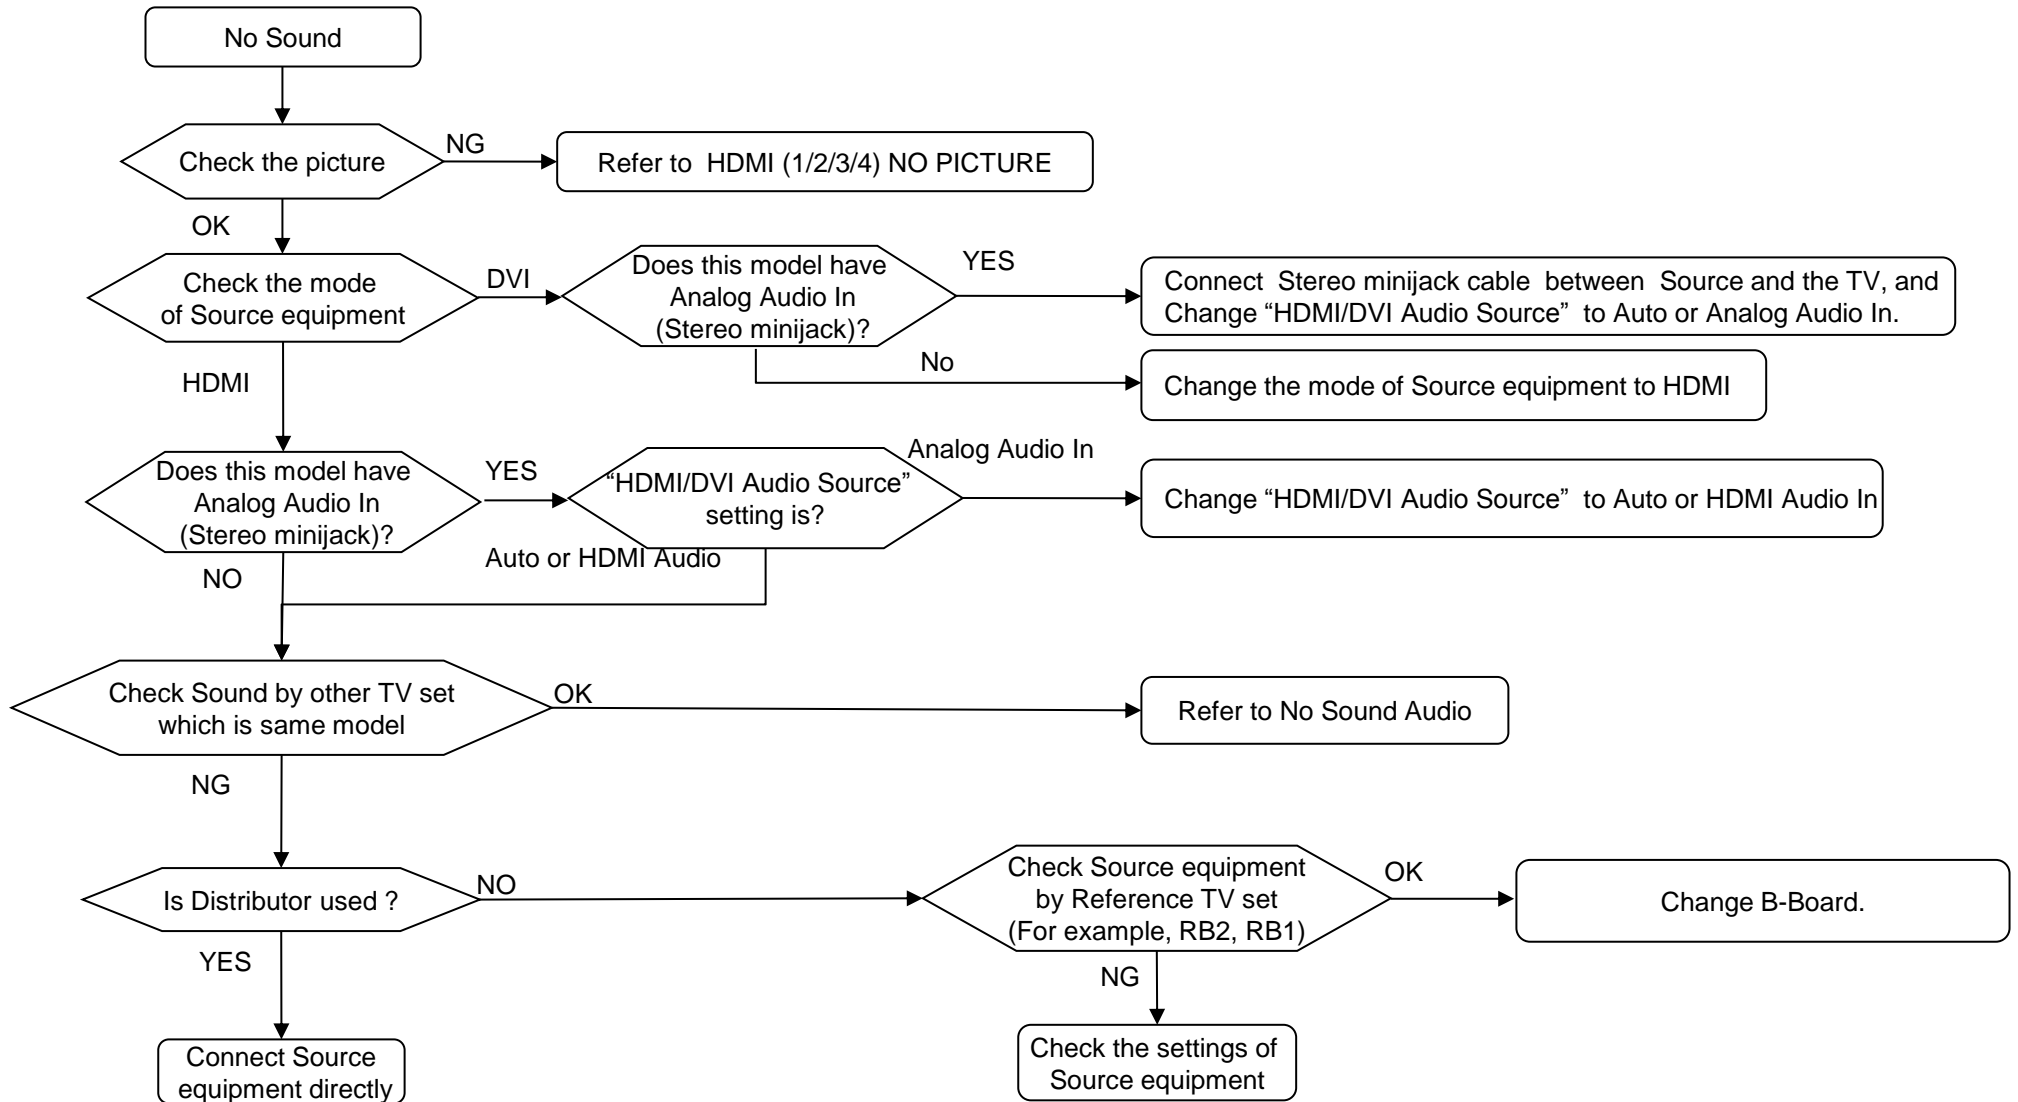 No Sound
Check the picture
NG
Refer to HDMI (1/2/3/4) NO PICTURE
OK
Check the mode
of Source equipment
DVI
Does this model have
Analog Audio In
(Stereo minijack)?
YES
Connect Stereo minijack cable between Source and the TV, and
Change “HDMI/DVI Audio Source” to Auto or Analog Audio In.
No
Change the mode of Source equipment to HDMI
HDMI
Does this model have
Analog Audio In
(Stereo minijack)?
YES
“HDMI/DVI Audio Source”
setting is?
Analog Audio In
Change “HDMI/DVI Audio Source” to Auto or HDMI Audio In
Auto or HDMI Audio
NO
Check Sound by other TV set
which is same model
OK
Refer to No Sound Audio
NG
Is Distributor used ?
NO
Check Source equipment
by Reference TV set
(For example, RB2, RB1)
OK
Change B-Board.
YES
NG
Connect Source
equipment directly
Check the settings of
Source equipment